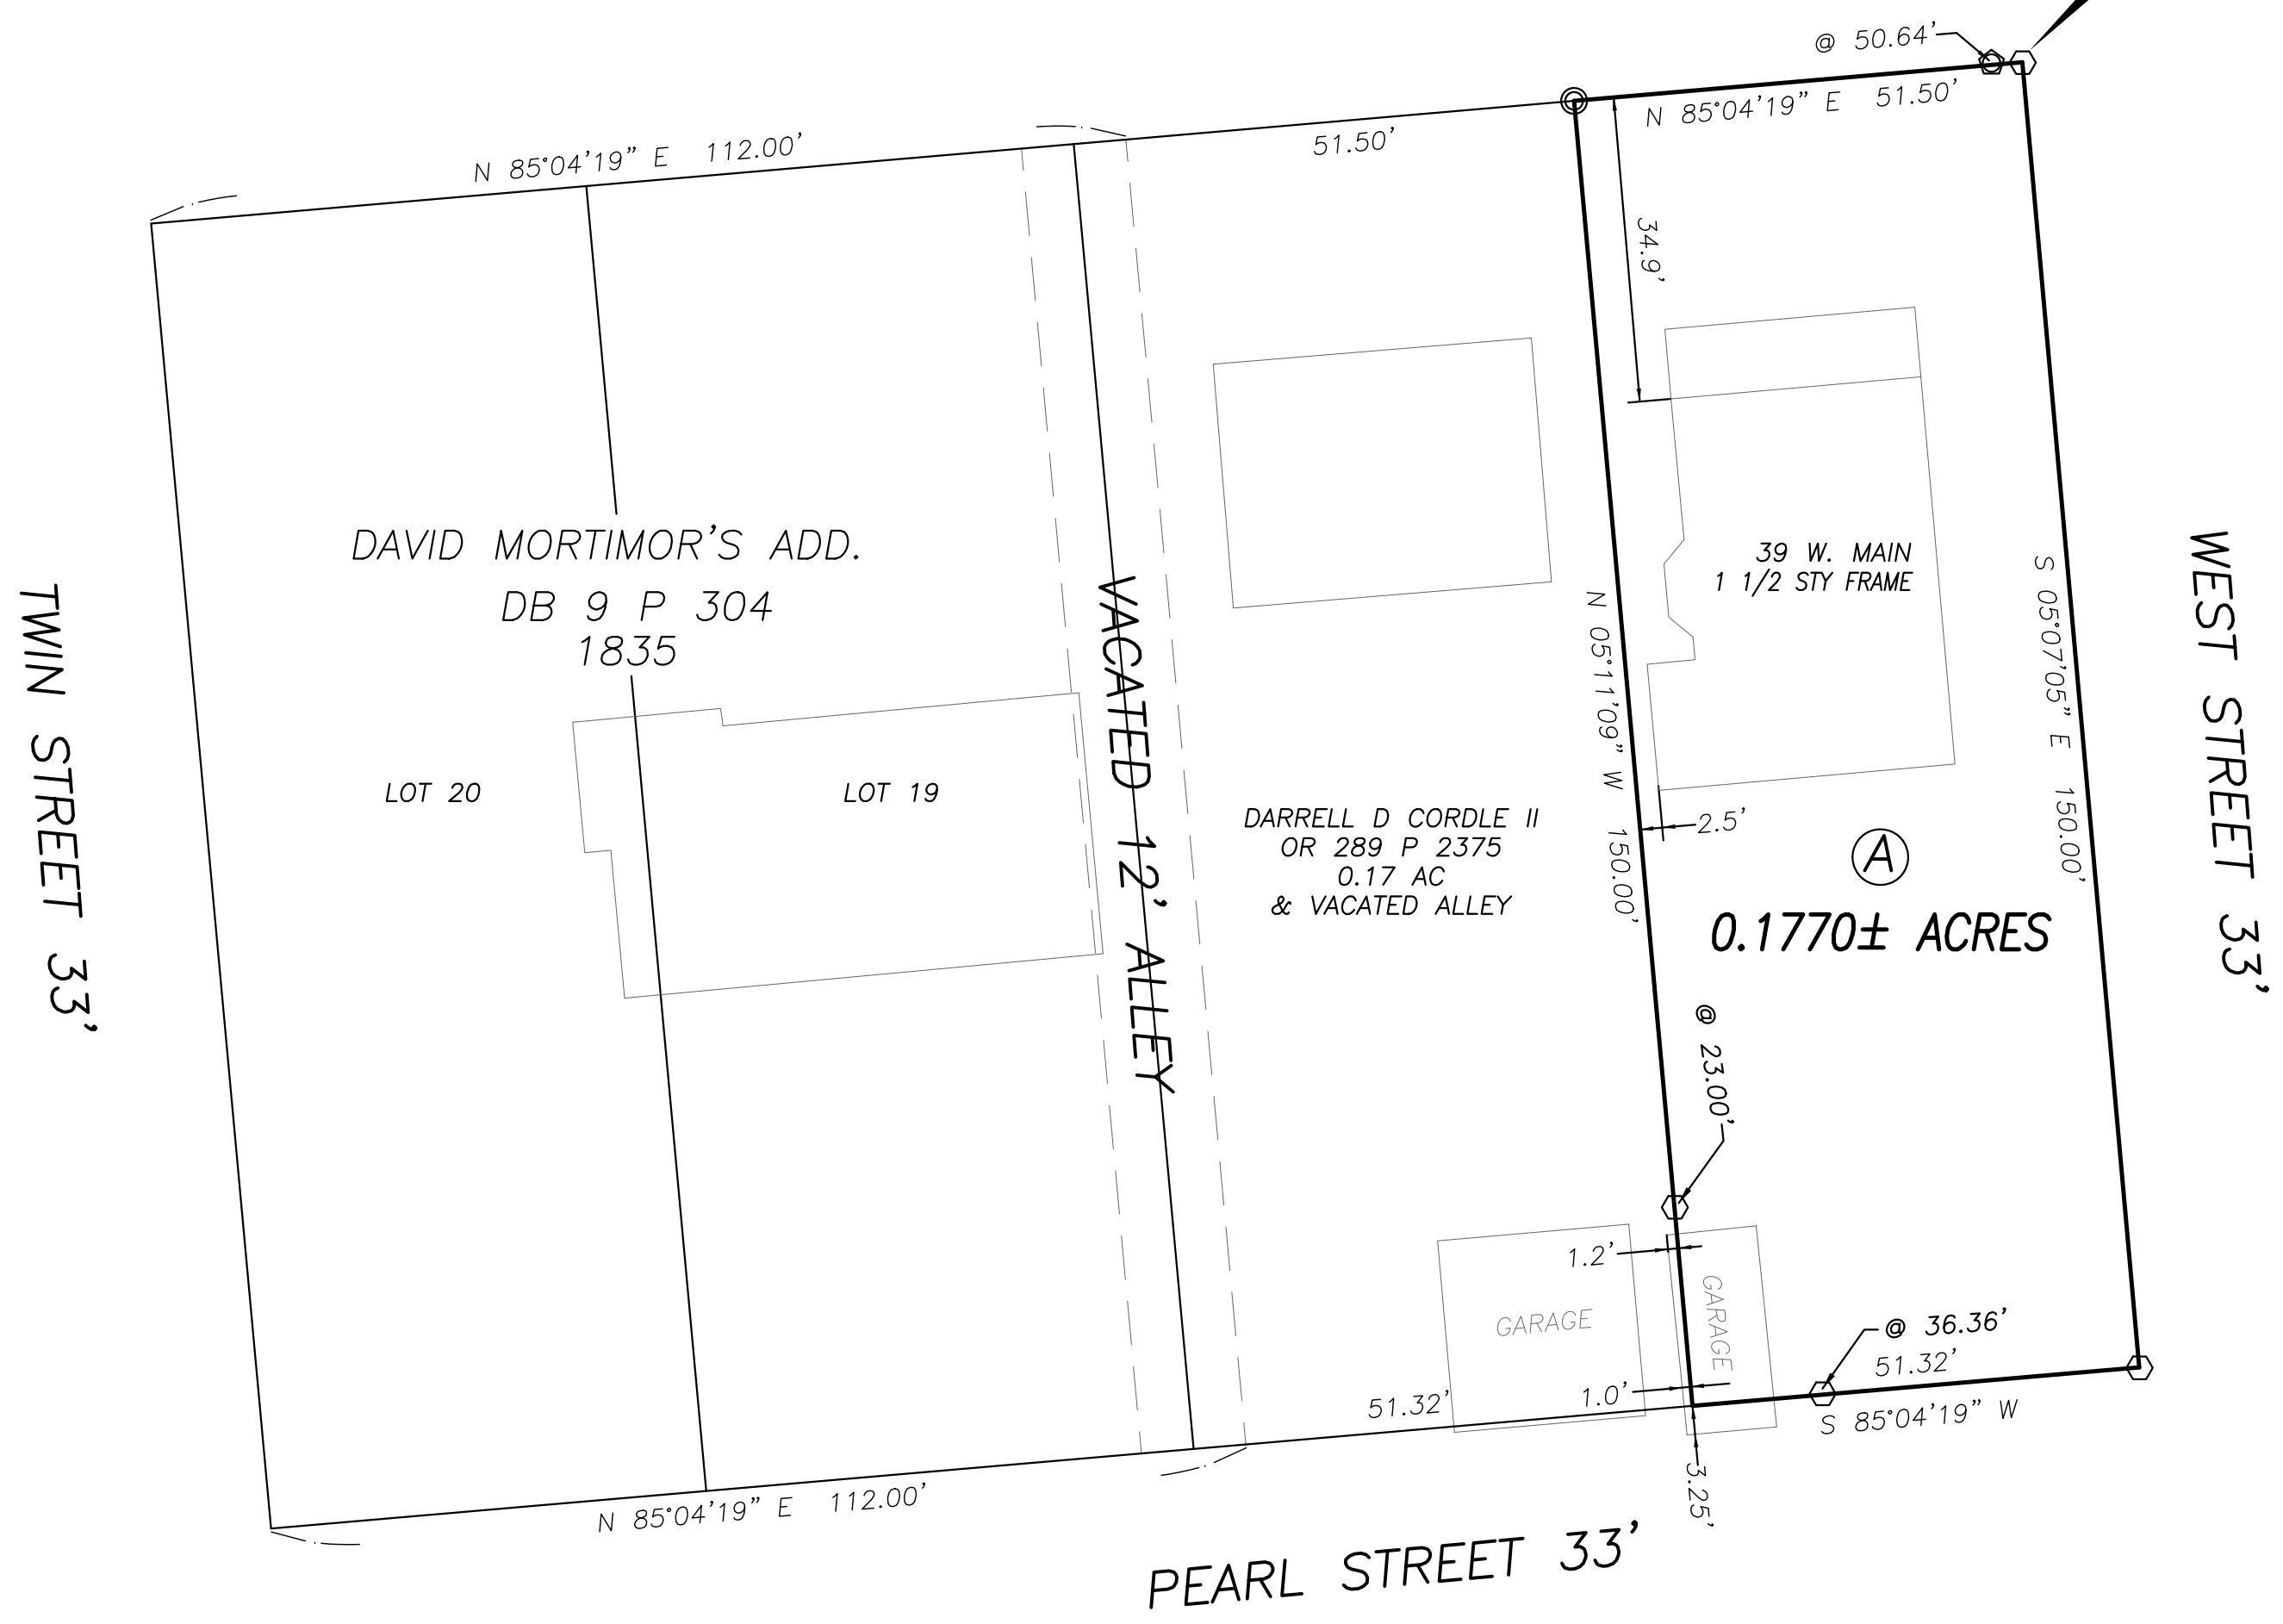 @ 50.64’
N 85°04’19” E 51.50’
51.50’
N 85°04’19” E 112.00’
34.9’
DAVID MORTIMOR’S ADD.
DB 9 P 304
1835
39 W. MAIN
1 1/2 STY FRAME
TWIN STREET 33’
LOT 20
LOT 19
VACATED 12’ ALLEY
DARRELL D CORDLE II
OR 289 P 2375
0.17 AC
& VACATED ALLEY
N 05°11’09” W 150.00’
2.5’
A
0.1770± ACRES
S 05°07’05” E 150.00’
WEST STREET 33’
@ 23.00’
1.2’
GARAGE
GARAGE
@ 36.36’
51.32’
1.0’
51.32’
S 85°04’19” W
3.25’
N 85°04’19” E 112.00’
PEARL STREET 33’